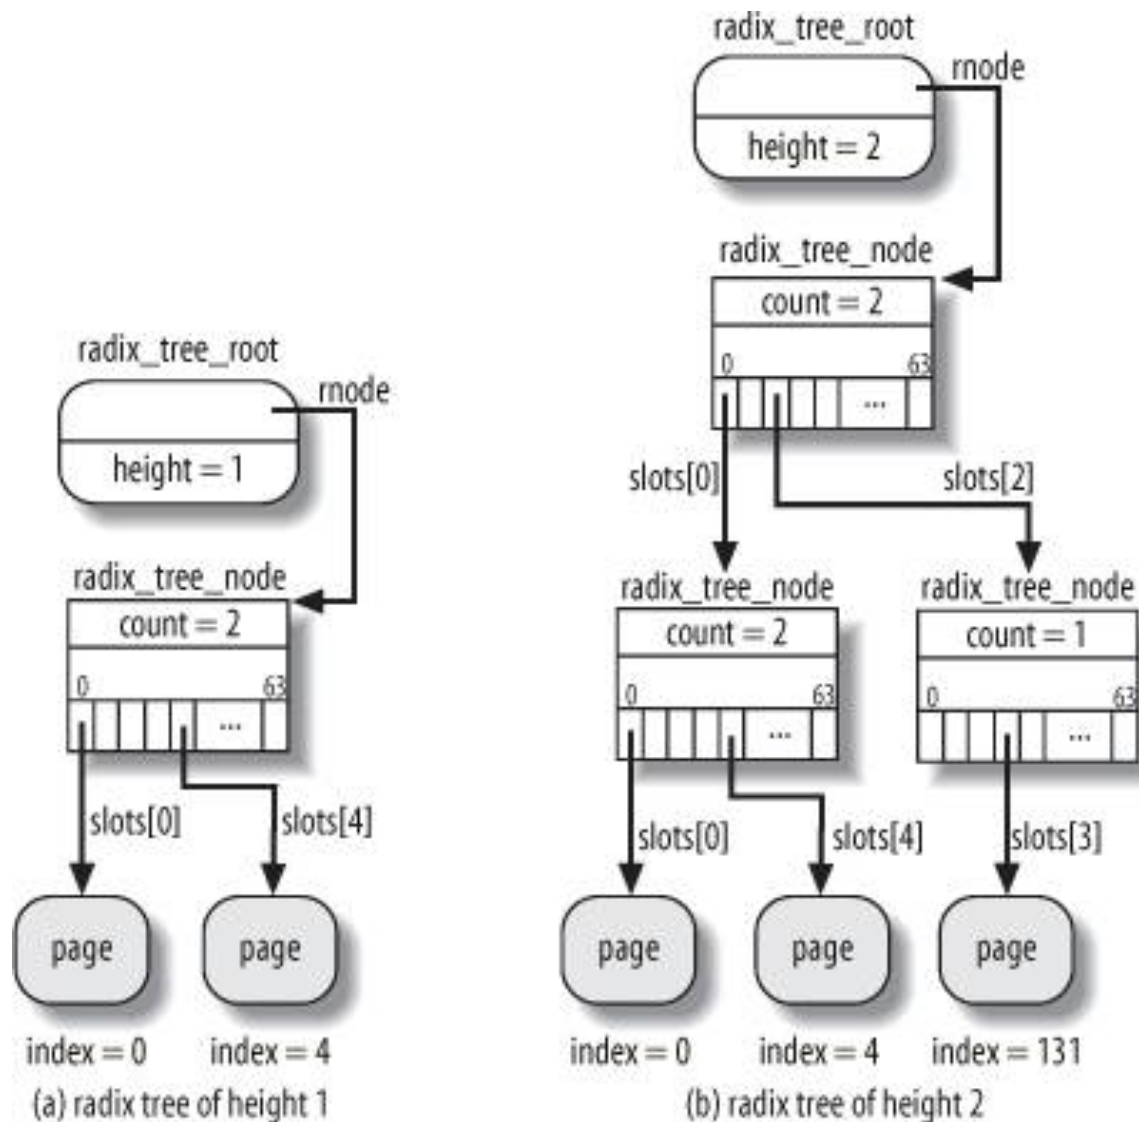 radix_tree_root
rnode
height = 1
radix_tree_node
count = 2
0 63
...
slots[0] slots[4]
page page
index = 0 index = 4
(a) radix tree of height 1
radix_tree_root
rnode
height = 2
radix_tree_node
count = 2
0 63
...
slots[0] slots[2]
radix_tree_node radix_tree_node
count = 2 count = 1
0 63 0 63
... ...
slots[0] slots[4] slots[3]
page page page
index = 0 index = 4 index = 131
(b) radix tree of height 2